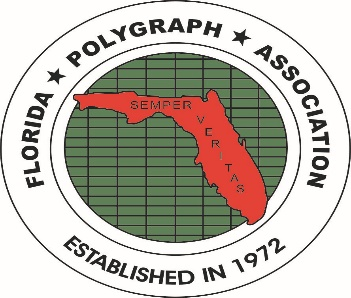 FLORIDA ★ POLYGRAPH ★ ASSOCIATION
SEMPER
VERITAS
ESTABLISHED IN 1972